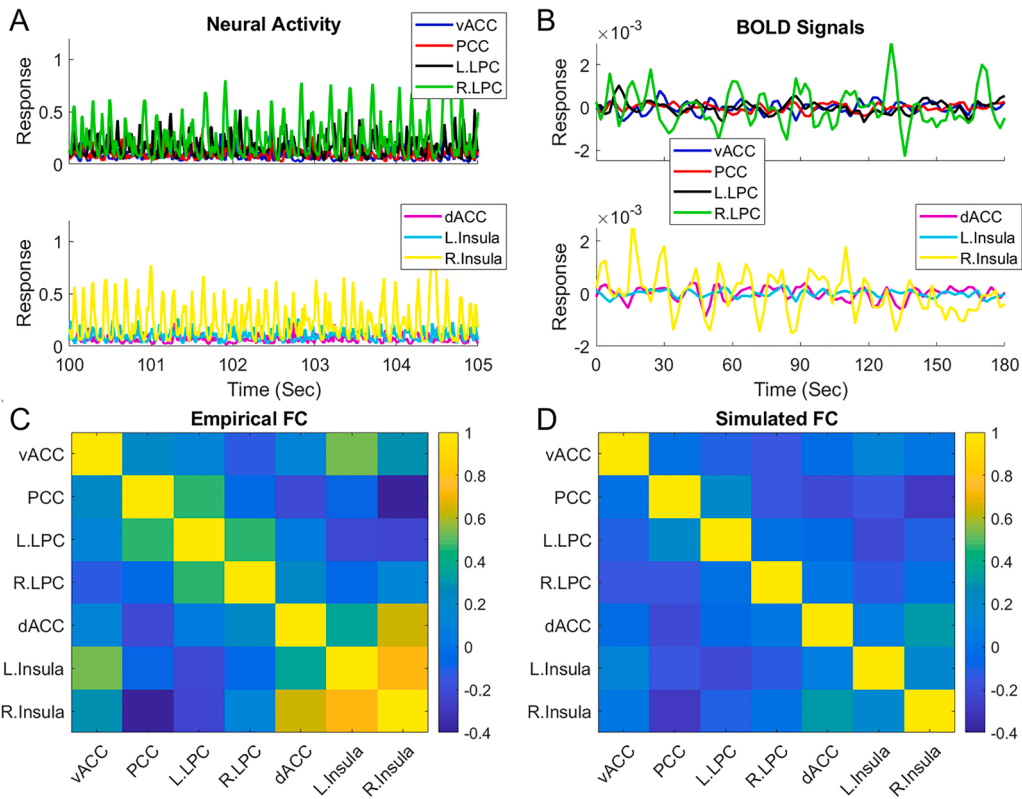 A
Neural Activity
vACC
PCC
L.LPC
R.LPC
Response
1
0.5
0
dACC
L.Insula
R.Insula
Response
1
0.5
0
100 101 102 103 104 105
Time (Sec)
B
BOLD Signals
×10⁻³
Response
2
0
-2
vACC
PCC
L.LPC
R.LPC
×10⁻³
dACC
L.Insula
R.Insula
Response
2
0
-2
0 30 60 90 120 150 180
Time (Sec)
C
Empirical FC
vACC
PCC
L.LPC
R.LPC
dACC
L.Insula
R.Insula
vACC PCC L.LPC R.LPC dACC L.Insula R.Insula
1
0.8
0.6
0.4
0.2
0
-0.2
-0.4
D
Simulated FC
vACC
PCC
L.LPC
R.LPC
dACC
L.Insula
R.Insula
vACC PCC L.LPC R.LPC dACC L.Insula R.Insula
1
0.8
0.6
0.4
0.2
0
-0.2
-0.4